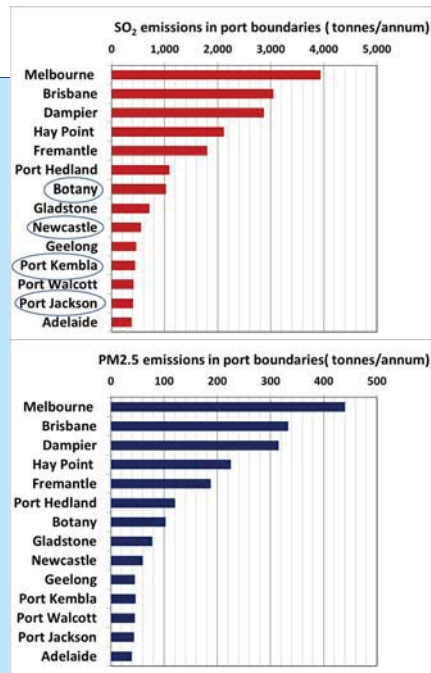 SO₂ emissions in port boundaries ( tonnes/annum)
0 1,000 2,000 3,000 4,000 5,000
Melbourne
Brisbane
Dampier
Hay Point
Fremantle
Port Hedland
Botany
Gladstone
Newcastle
Geelong
Port Kembla
Port Walcott
Port Jackson
Adelaide
PM2.5 emissions in port boundaries( tonnes/annum)
0 100 200 300 400 500
Melbourne
Brisbane
Dampier
Hay Point
Fremantle
Port Hedland
Botany
Gladstone
Newcastle
Geelong
Port Kembla
Port Walcott
Port Jackson
Adelaide